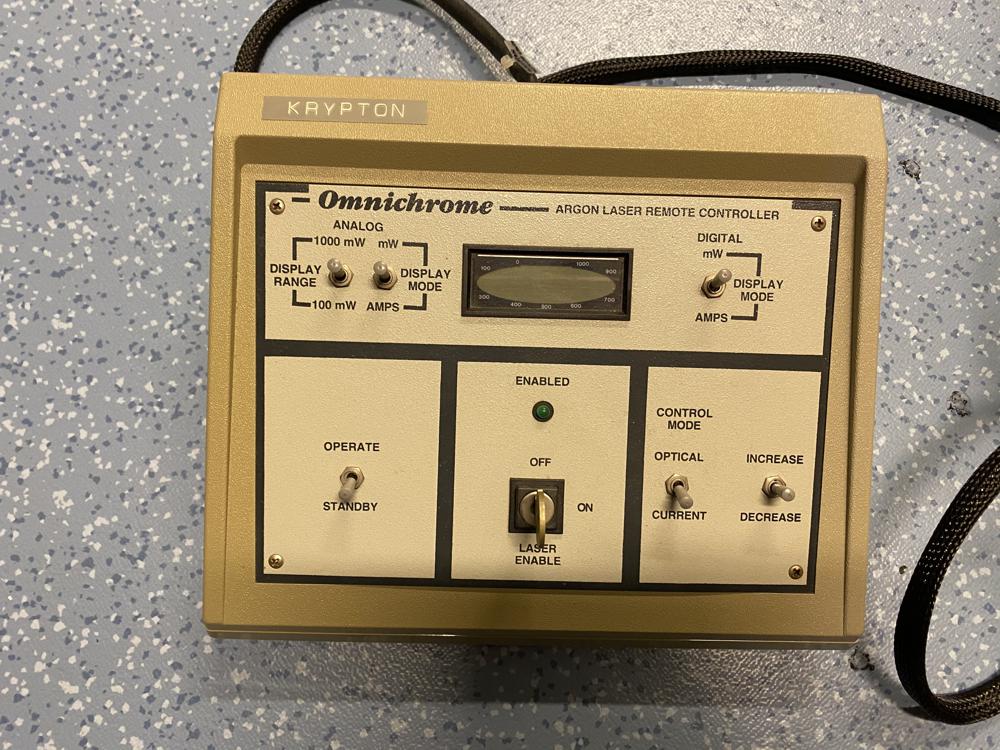 KRYPTON
Omnichrome
ARGON LASER REMOTE CONTROLLER
ANALOG
1000 mW mW
DISPLAY RANGE
DISPLAY MODE
100 mW AMPS
0 1000
100 900
300 700
400 500 600
DIGITAL
mW
DISPLAY
MODE
AMPS
OPERATE
STANDBY
ENABLED
OFF
ON
LASER
ENABLE
CONTROL
MODE
OPTICAL
CURRENT
INCREASE
DECREASE